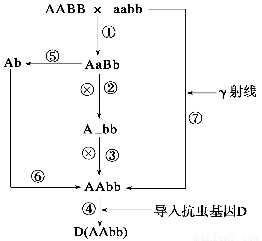 AABB × aabb
①
Ab ⑤ AaBb
⊗ ②
γ射线
⑦
A_bb
⊗ ③
⑥ AAbb
④ 导入抗虫基因D
D(AAbb)